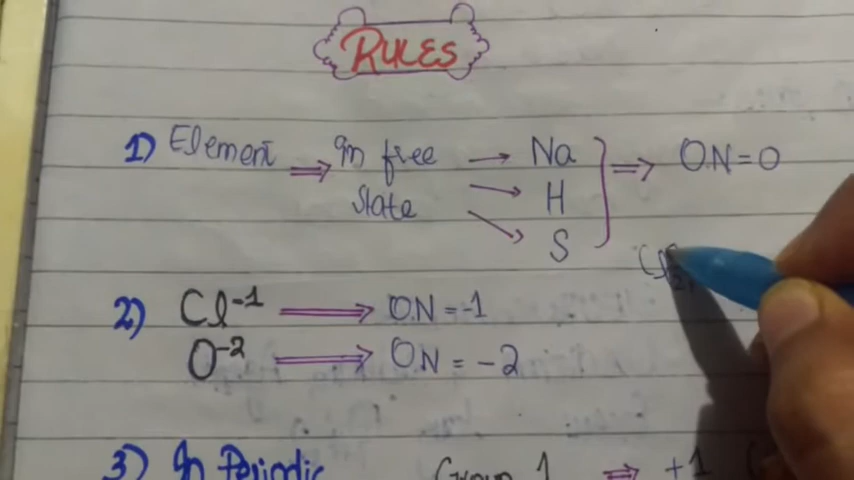 RULES
1) Element ⇒ In free → Na ⇒ O.N = 0
state → H
→ S
2) Cl⁻¹ ⇒ O.N = -1
O⁻² ⇒ O.N = -2
3) In Periodic Group 1 ⇒ +1 (